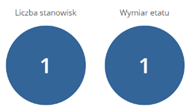 Liczba stanowisk
Wymiar etatu
1
1